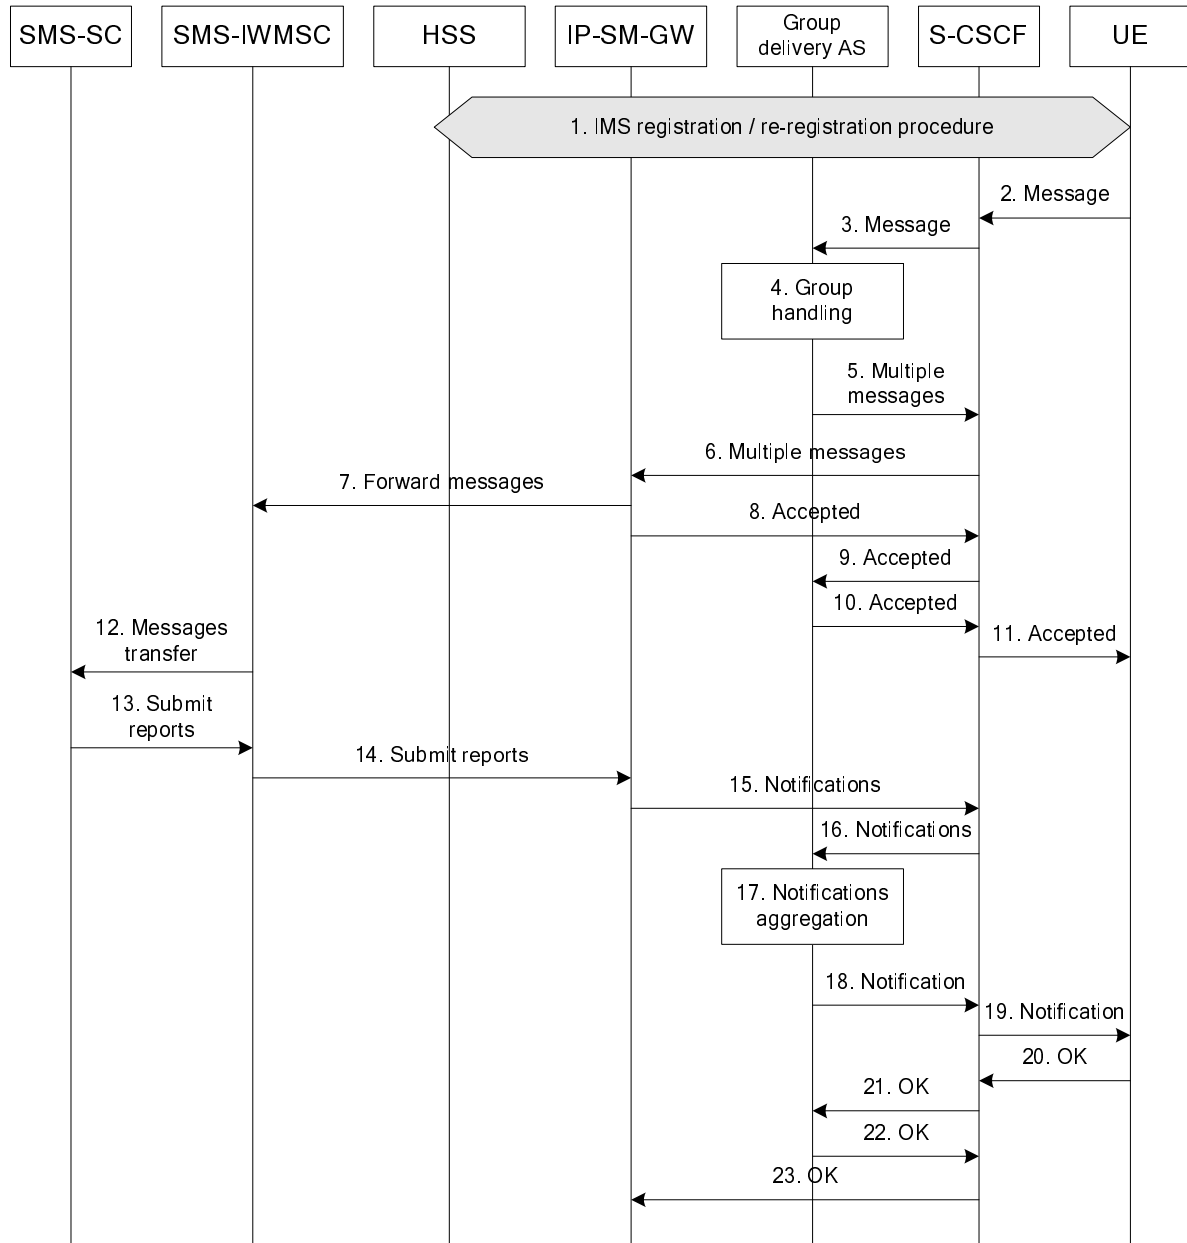 SMS-SC
SMS-IWMSC
HSS
IP-SM-GW
Group
delivery AS
S-CSCF
UE
1. IMS registration / re-registration procedure
2. Message
3. Message
4. Group
handling
5. Multiple
messages
6. Multiple messages
7. Forward messages
8. Accepted
9. Accepted
10. Accepted
11. Accepted
12. Messages
transfer
13. Submit
reports
14. Submit reports
15. Notifications
16. Notifications
17. Notifications
aggregation
18. Notification
19. Notification
20. OK
21. OK
22. OK
23. OK